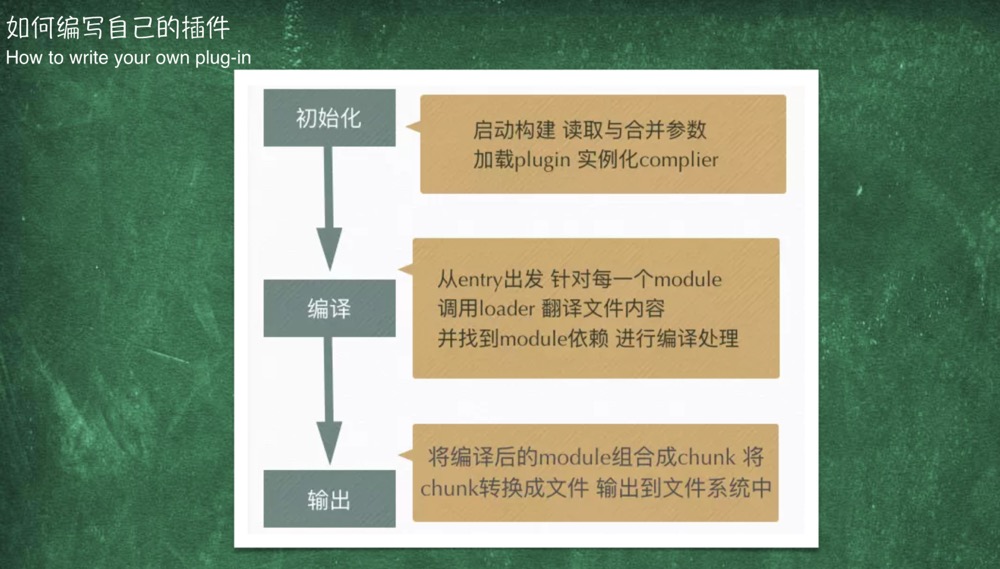 如何编写自己的插件
How to write your own plug-in
初始化
启动构建 读取与合并参数
加载plugin 实例化complier
编译
从entry出发 针对每一个module
调用loader 翻译文件内容
并找到module依赖 进行编译处理
输出
将编译后的module组合成chunk 将
chunk转换成文件 输出到文件系统中